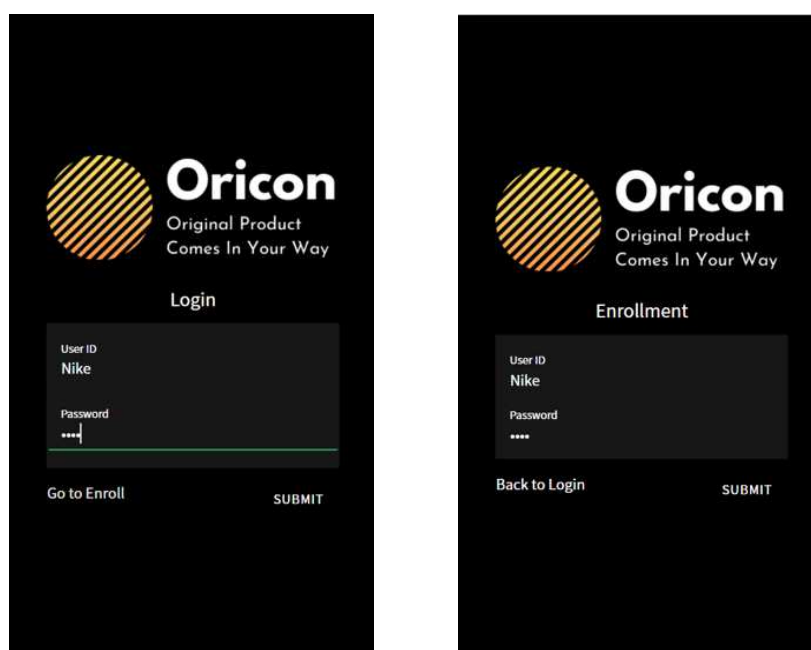 Oricon
Original Product
Comes In Your Way
Login
User ID
Nike
Password
••••
Go to Enroll
SUBMIT
Oricon
Original Product
Comes In Your Way
Enrollment
User ID
Nike
Password
••••
Back to Login
SUBMIT